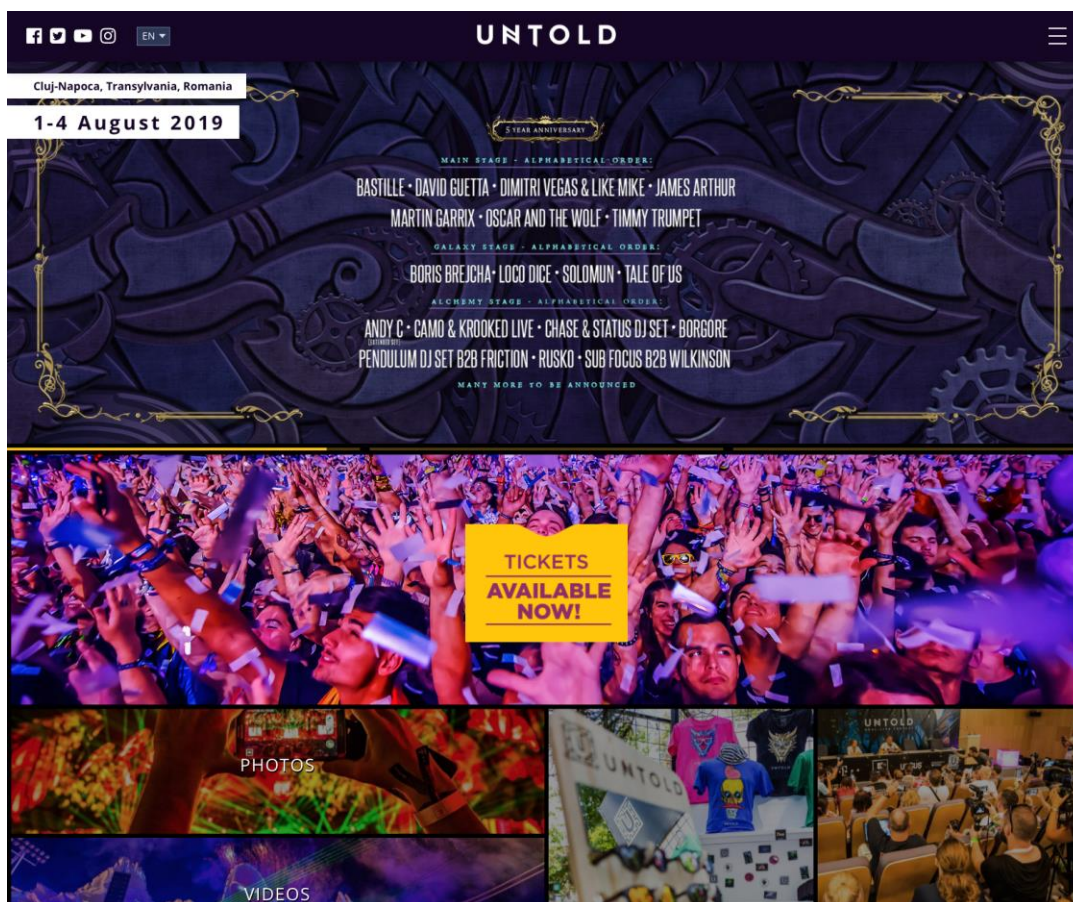 EN
UNTOLD
Cluj-Napoca, Transylvania, Romania
1-4 August 2019
5 YEAR ANNIVERSARY
MAIN STAGE - ALPHABETICAL ORDER:
BASTILLE • DAVID GUETTA • DIMITRI VEGAS & LIKE MIKE • JAMES ARTHUR
MARTIN GARRIX • OSCAR AND THE WOLF • TIMMY TRUMPET
GALAXY STAGE - ALPHABETICAL ORDER:
BORIS BREJCHA • LOCO DICE • SOLOMUN • TALE OF US
ALCHEMY STAGE - ALPHABETICAL ORDER:
ANDY C • CAMO & KROOKED LIVE • CHASE & STATUS DJ SET • BORGORE
(EXTENDED SET)
PENDULUM DJ SET B2B FRICTION • RUSKO • SUB FOCUS B2B WILKINSON
MANY MORE TO BE ANNOUNCED
TICKETS
AVAILABLE
NOW!
PHOTOS
VIDEOS
UNTOLD
UNTOLD